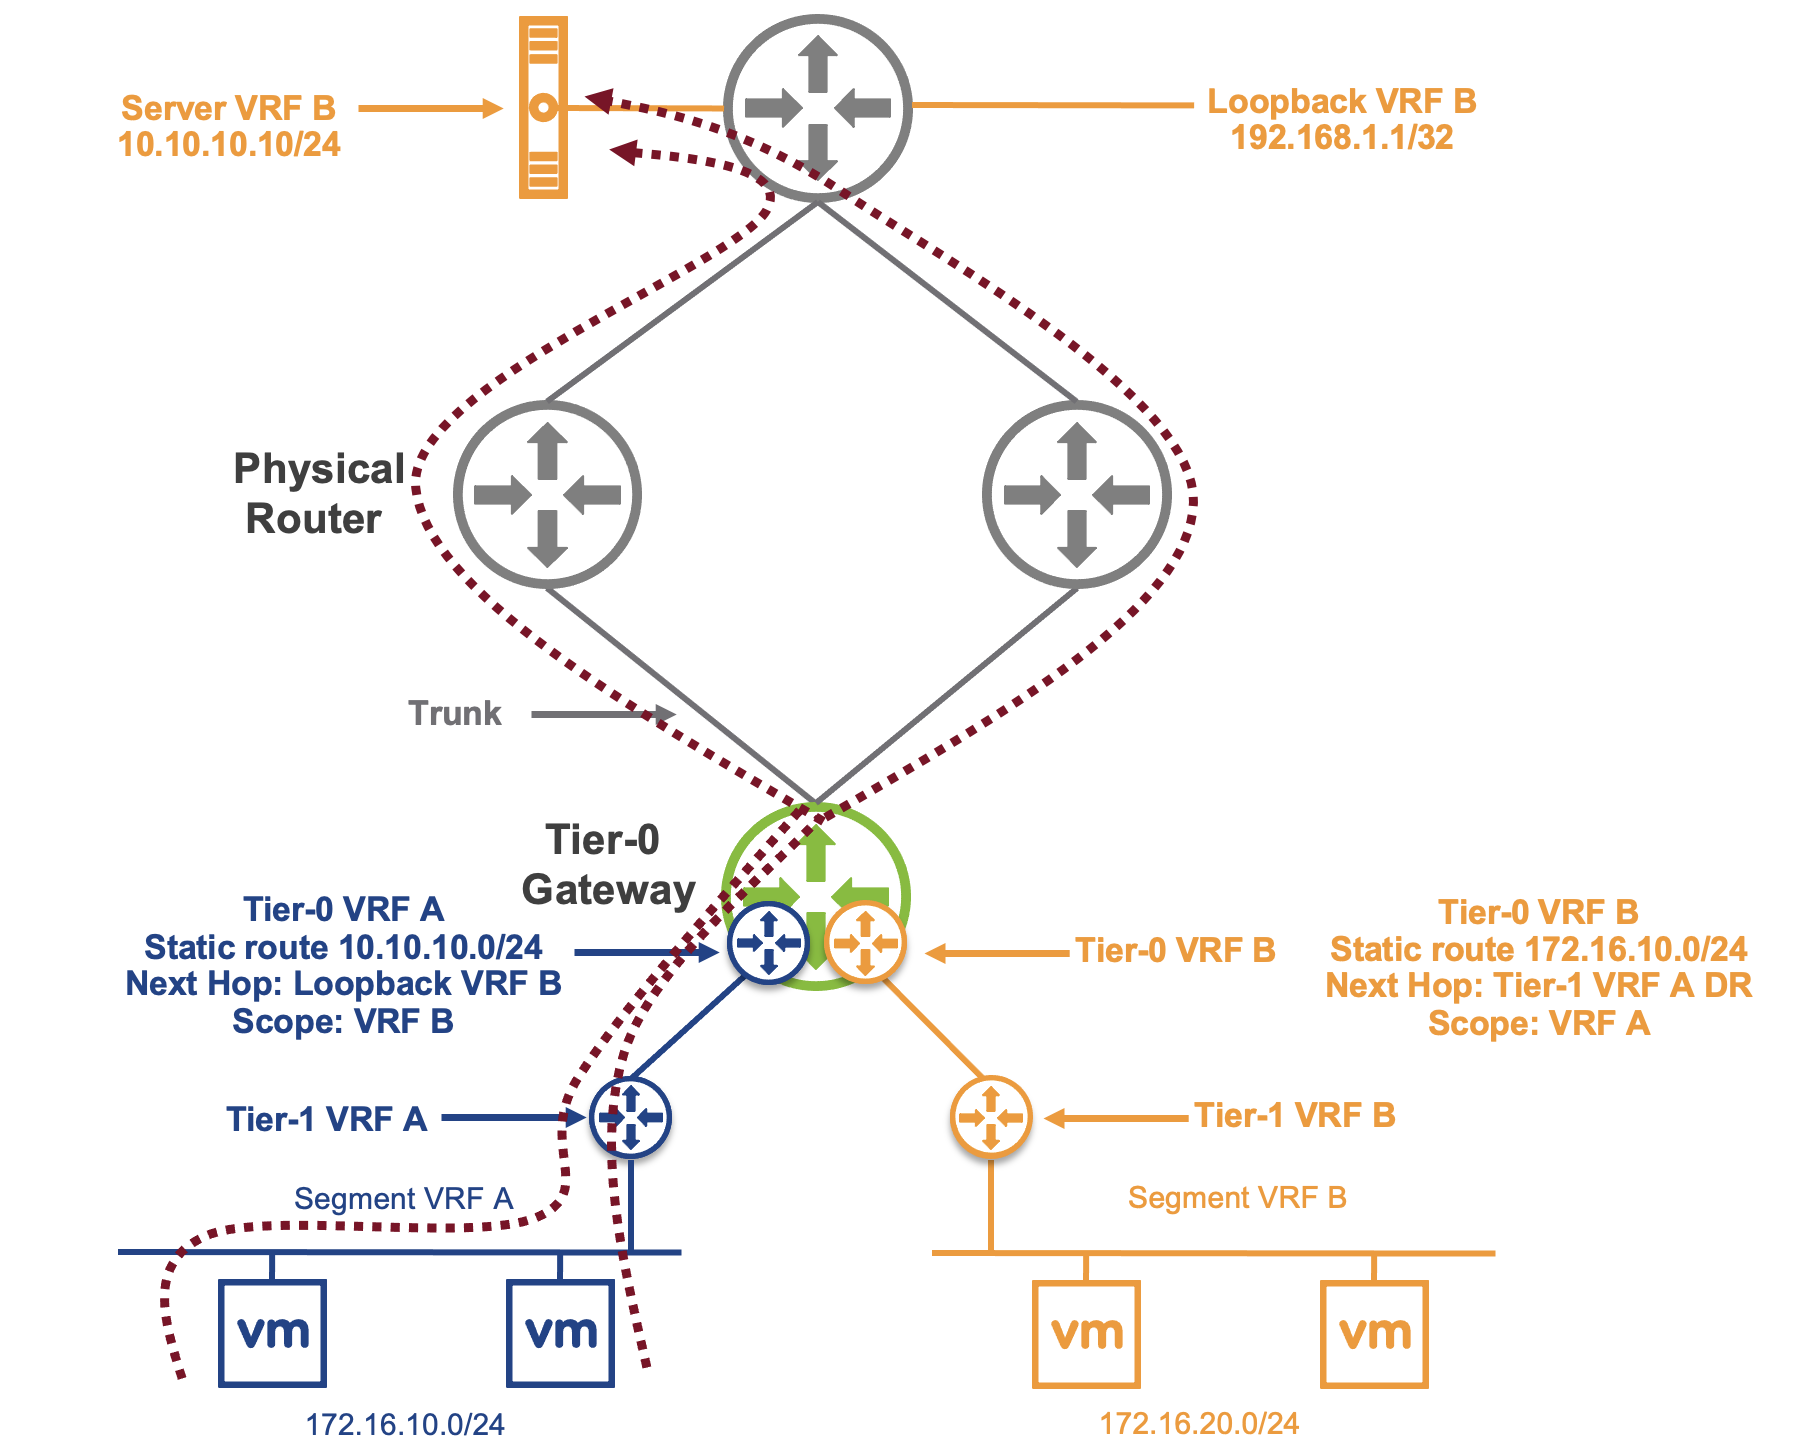 Server VRF B
10.10.10.10/24
Loopback VRF B
192.168.1.1/32
Physical
Router
Trunk
Tier-0
Gateway
Tier-0 VRF A
Static route 10.10.10.0/24
Next Hop: Loopback VRF B
Scope: VRF B
Tier-0 VRF B
Tier-0 VRF B
Static route 172.16.10.0/24
Next Hop: Tier-1 VRF A DR
Scope: VRF A
Tier-1 VRF A
Tier-1 VRF B
Segment VRF A
Segment VRF B
vm
vm
vm
vm
172.16.10.0/24
172.16.20.0/24